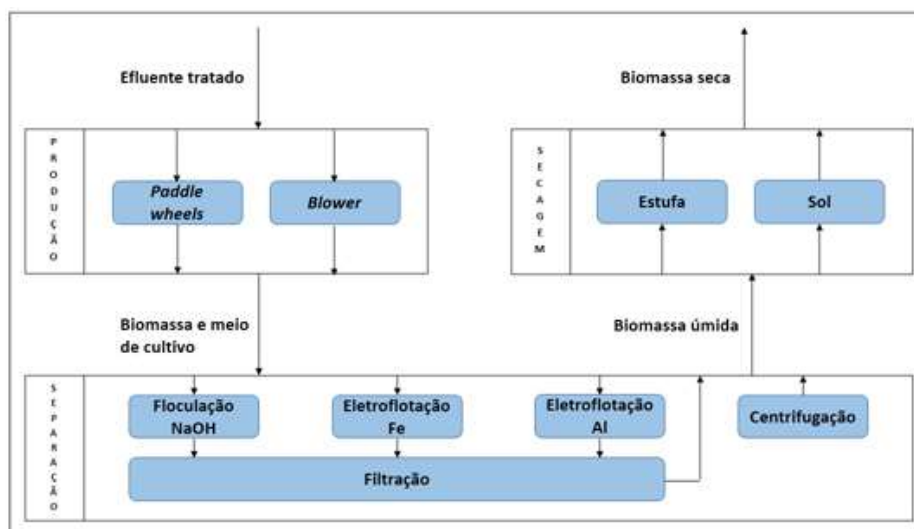 Efluente tratado
PRODUÇÃO
Paddle
wheels
Blower
Biomassa e meio
de cultivo
Biomassa seca
SECAGEM
Estufa
Sol
Biomassa úmida
SEPARAÇÃO
Floculação
NaOH
Eletroflotação
Fe
Eletroflotação
Al
Centrifugação
Filtração